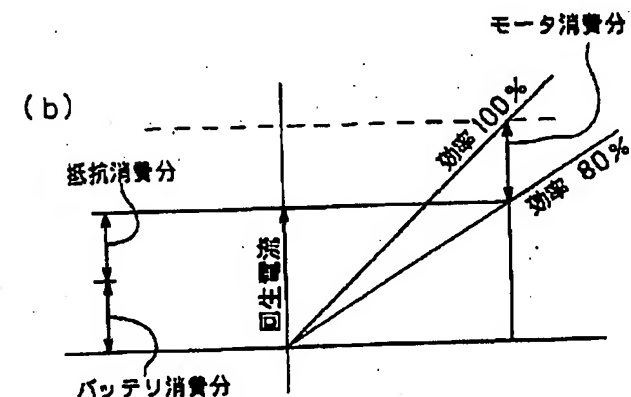 モータ消費分
(b)
効率100%
抵抗消費分
効率 80%
回生電流
バッテリ消費分